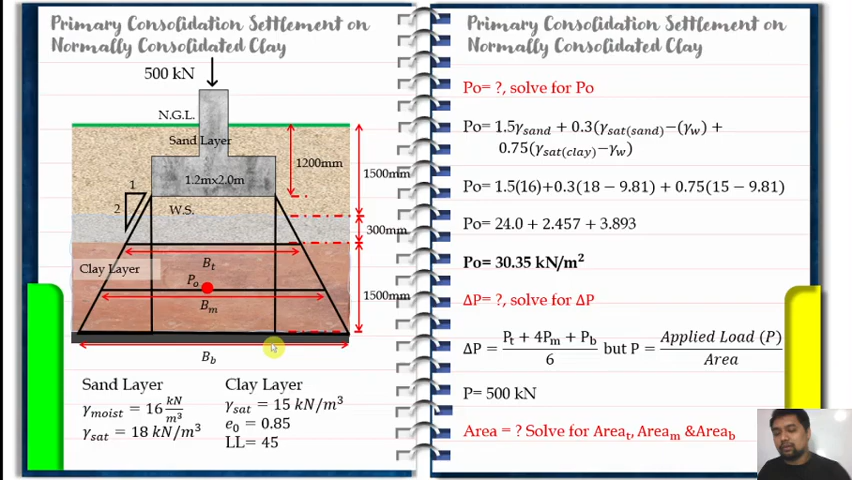 Primary Consolidation Settlement on
Normally Consolidated Clay
500 kN
N.G.L.
Sand Layer
1200mm
1500mm
1.2mx2.0m
1
2
W.S.
300mm
B_t
Clay Layer
P_o
B_m
1500mm
B_b
Sand Layer
γ_moist = 16 kN/m³
γ_sat = 18 kN/m³
Clay Layer
γ_sat = 15 kN/m³
e_0 = 0.85
LL= 45
Primary Consolidation Settlement on
Normally Consolidated Clay
Po= ?, solve for Po
Po= 1.5γ_sand + 0.3(γ_sat(sand)−(γ_w) +
0.75(γ_sat(clay)−γ_w)
Po= 1.5(16)+0.3(18 − 9.81) + 0.75(15 − 9.81)
Po= 24.0 + 2.457 + 3.893
Po= 30.35 kN/m²
ΔP= ?, solve for ΔP
ΔP = (P_t + 4P_m + P_b)/6 but P = Applied Load (P)/Area
P= 500 kN
Area = ? Solve for Area_t, Area_m &Area_b